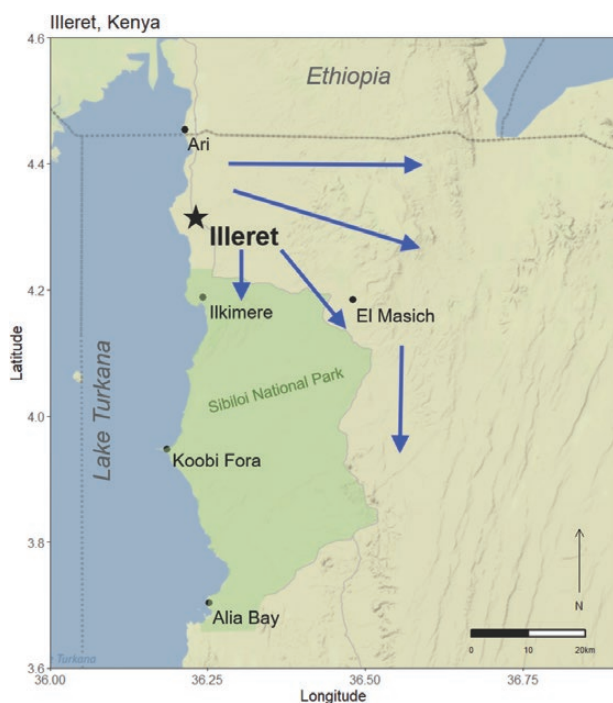 Illeret, Kenya
4.6
Ethiopia
Ari
4.4
Illeret
4.2
Ilkimere
El Masich
Latitude
Lake Turkana
Sibiloi National Park
4.0
Koobi Fora
3.8
N
Alia Bay
0 10 20km
Turkana
3.6
36.00 36.25 36.50 36.75
Longitude